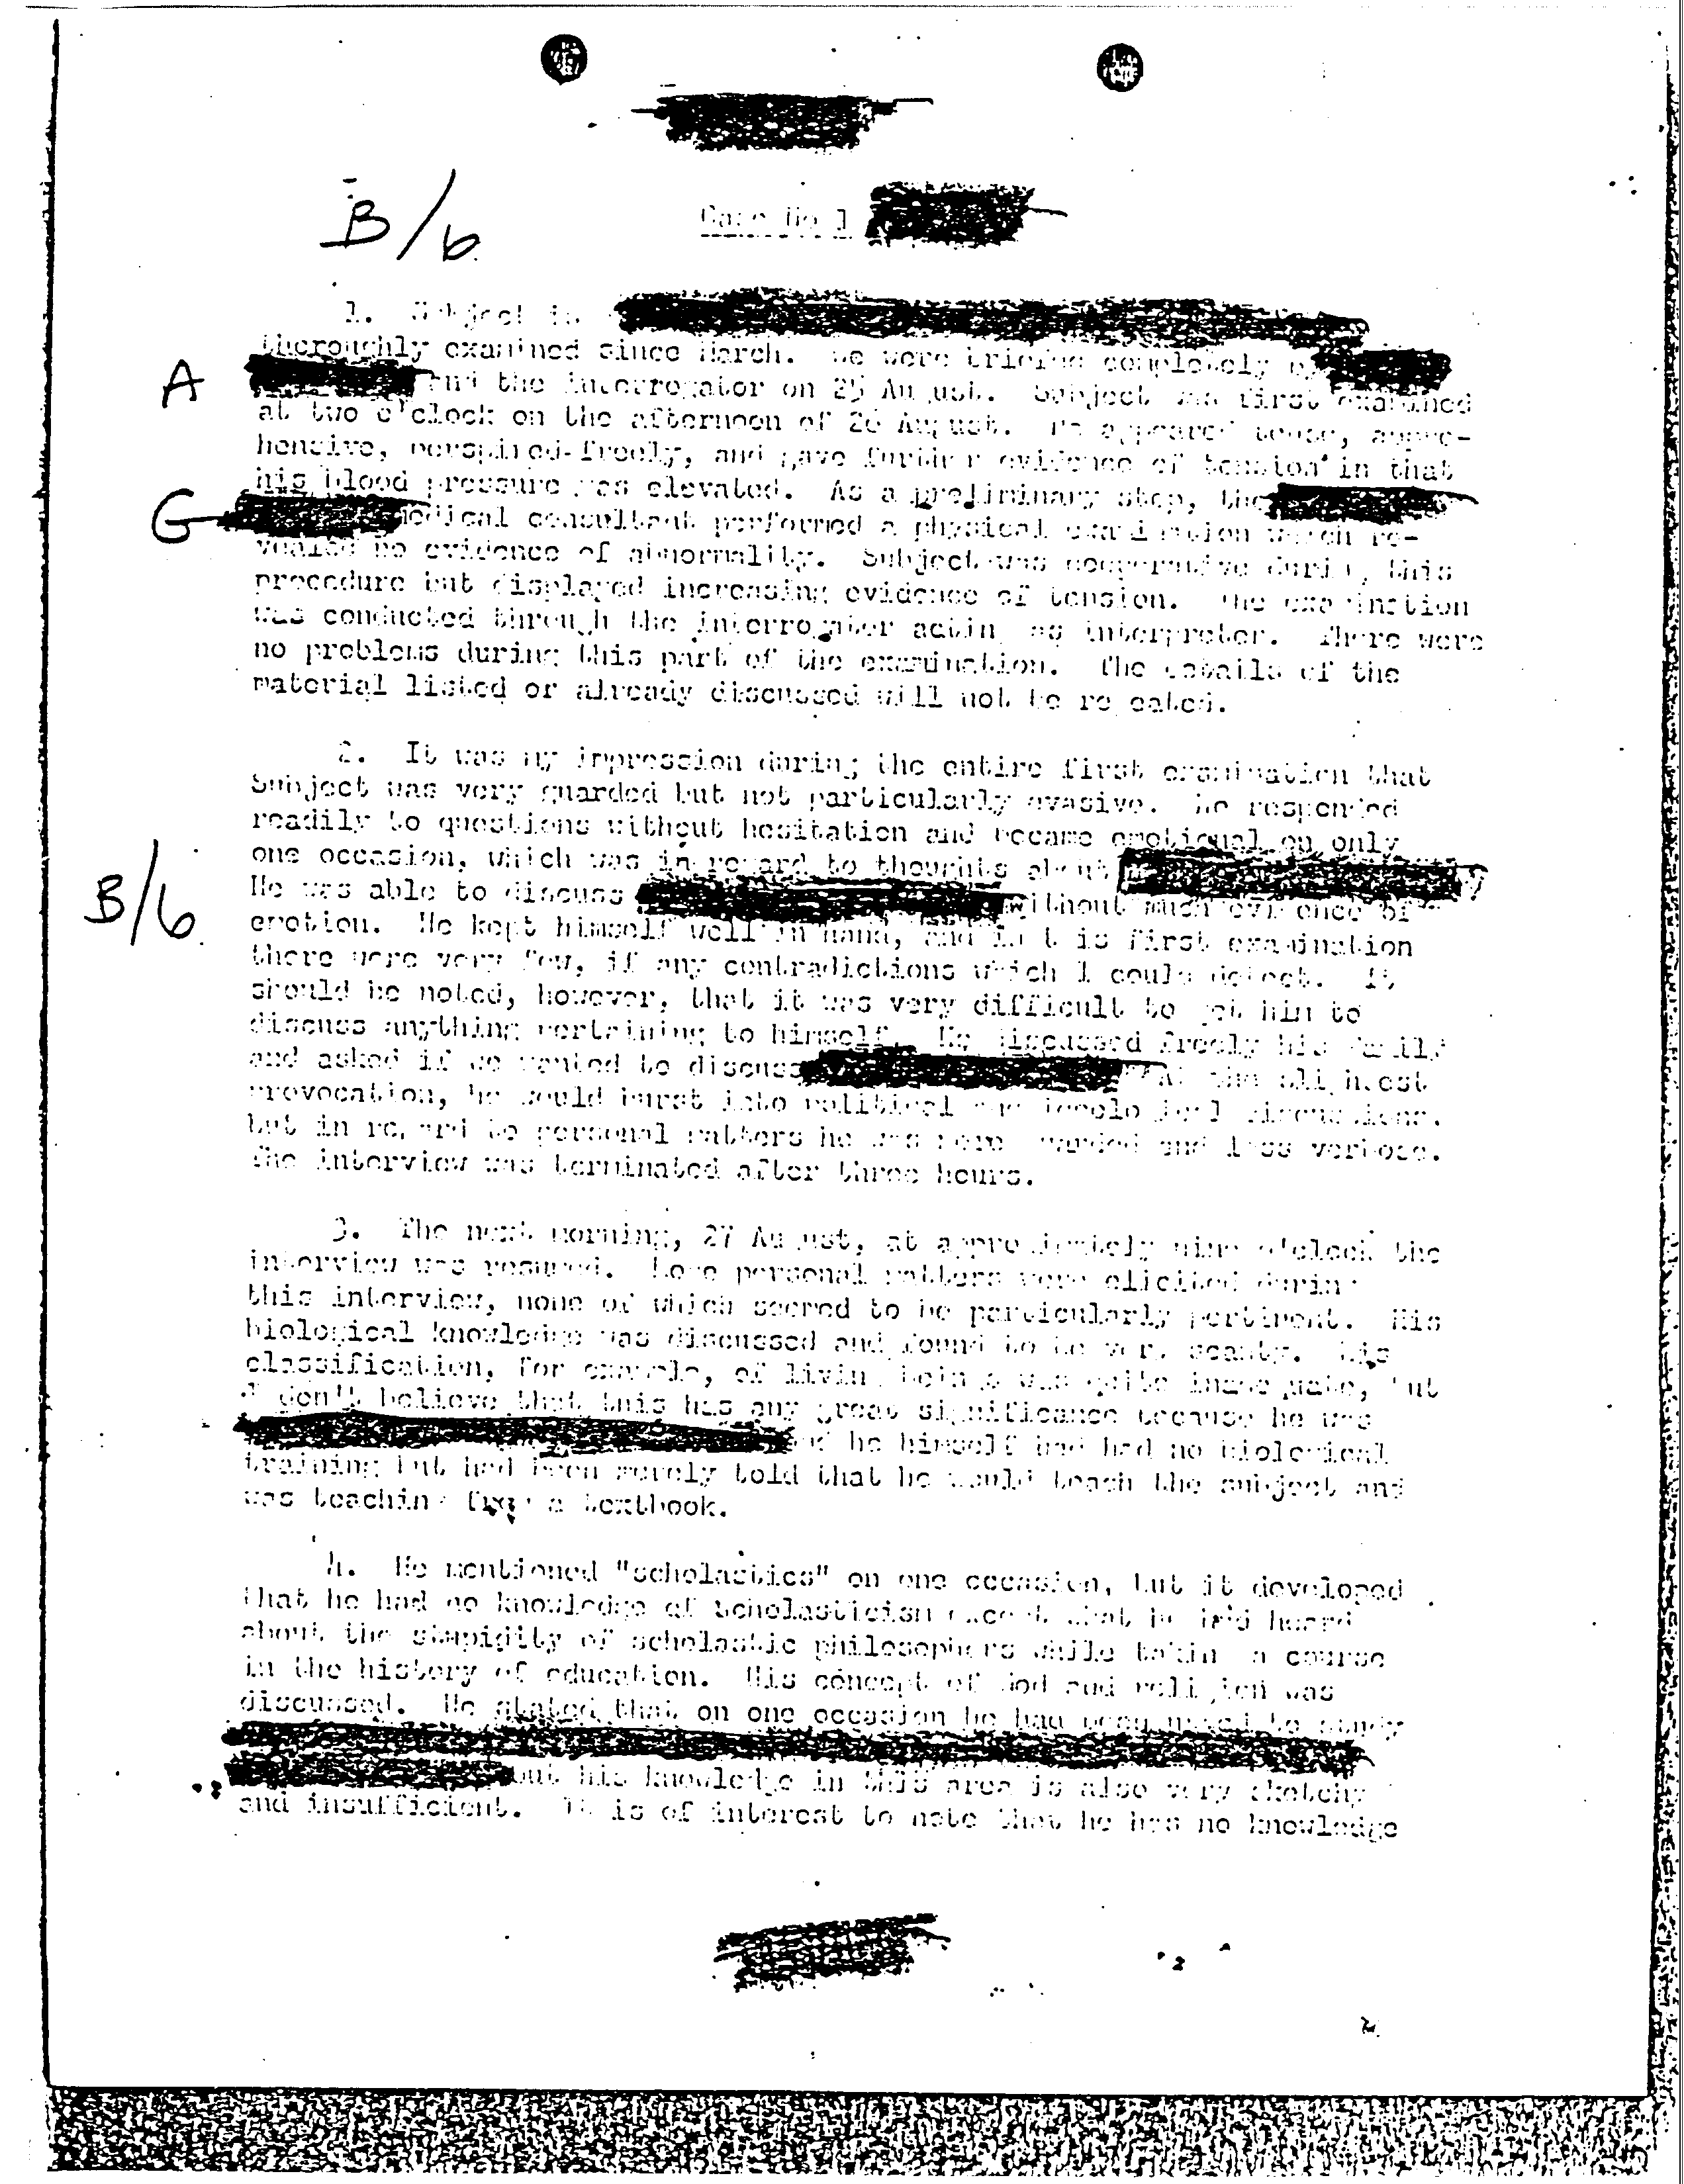 B/6
Case No 1
1. Subject is
thoroughly examined since March. We were briefed completely by
A
and the interrogator on 25 August. Subject was first examined
at two o'clock on the afternoon of 26 August. He appeared tense, appre-
hensive, perspired freely, and gave further evidence of tension in that
his blood pressure was elevated. As a preliminary step, the
G
medical consultant performed a physical examination which re-
vealed no evidence of abnormality. Subject was cooperative during this
procedure but displayed increasing evidence of tension. The examination
was conducted through the interrogator acting as interpreter. There were
no problems during this part of the examination. The details of the
material listed or already discussed will not be repeated.
2. It was my impression during the entire first examination that
Subject was very guarded but not particularly evasive. He responded
readily to questions without hesitation and became emotional on only
one occasion, which was in regard to thoughts about
B/6
He was able to discuss without much evidence of
emotion. He kept himself well in hand, and in this first examination
there were very few, if any contradictions which I could detect. It
should be noted, however, that it was very difficult to get him to
discuss anything pertaining to himself. He discussed freely his family
and asked if we wanted to discuss At the slightest
provocation, he would burst into political and ideological discussions.
but in regard to personal matters he was more guarded and less verbose.
The interview was terminated after three hours.
3. The next morning, 27 August, at approximately nine o'clock the
interview was resumed. personal matters were elicited during
this interview, none of which seemed to be particularly pertinent. His
biological knowledge was discussed and found to be very scanty. His
classification, for example, of living beings was quite inadequate, but
I don't believe that this has any great significance because he was
he himself had had no biological
training but had been merely told that he would teach the subject and
was teaching from a textbook.
4. He mentioned "scholastics" on one occasion, but it developed
that he had no knowledge of Scholasticism except what he had heard
about the stupidity of scholastic philosophers while taking a course
in the history of education. His concept of God and religion was
discussed. He stated that on one occasion he had been to study
but his knowledge in this area is also very sketchy
and insufficient. It is of interest to note that he has no knowledge
2